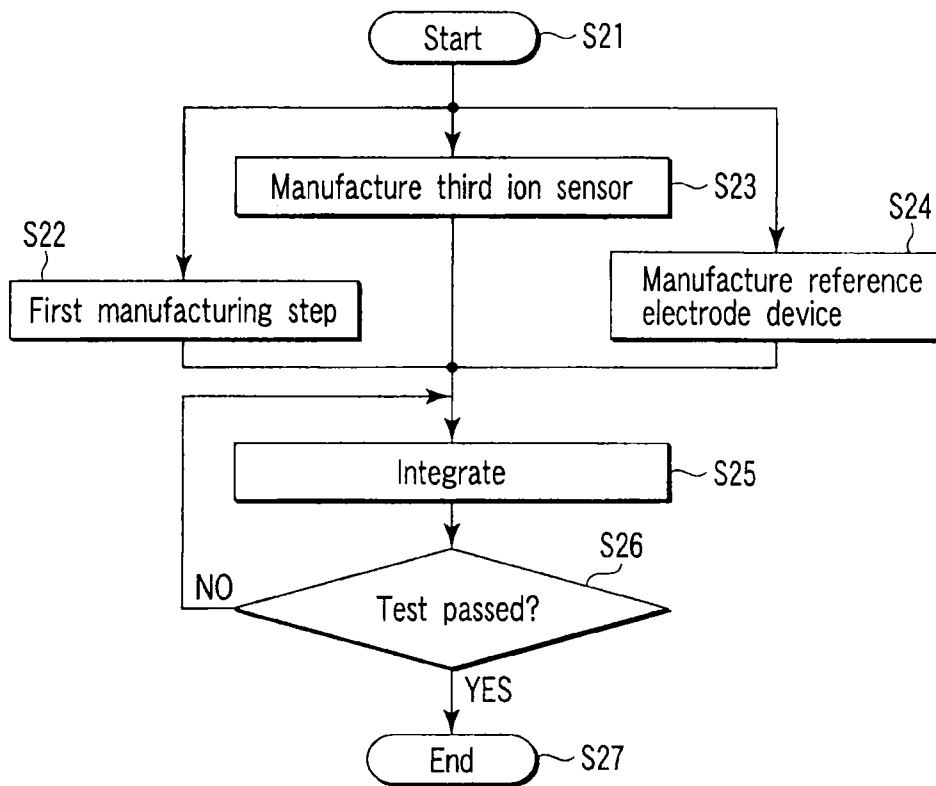 Start
S21
Manufacture third ion sensor
S23
S22
S24
First manufacturing step
Manufacture reference
electrode device
Integrate
S25
S26
Test passed?
NO
YES
End
S27